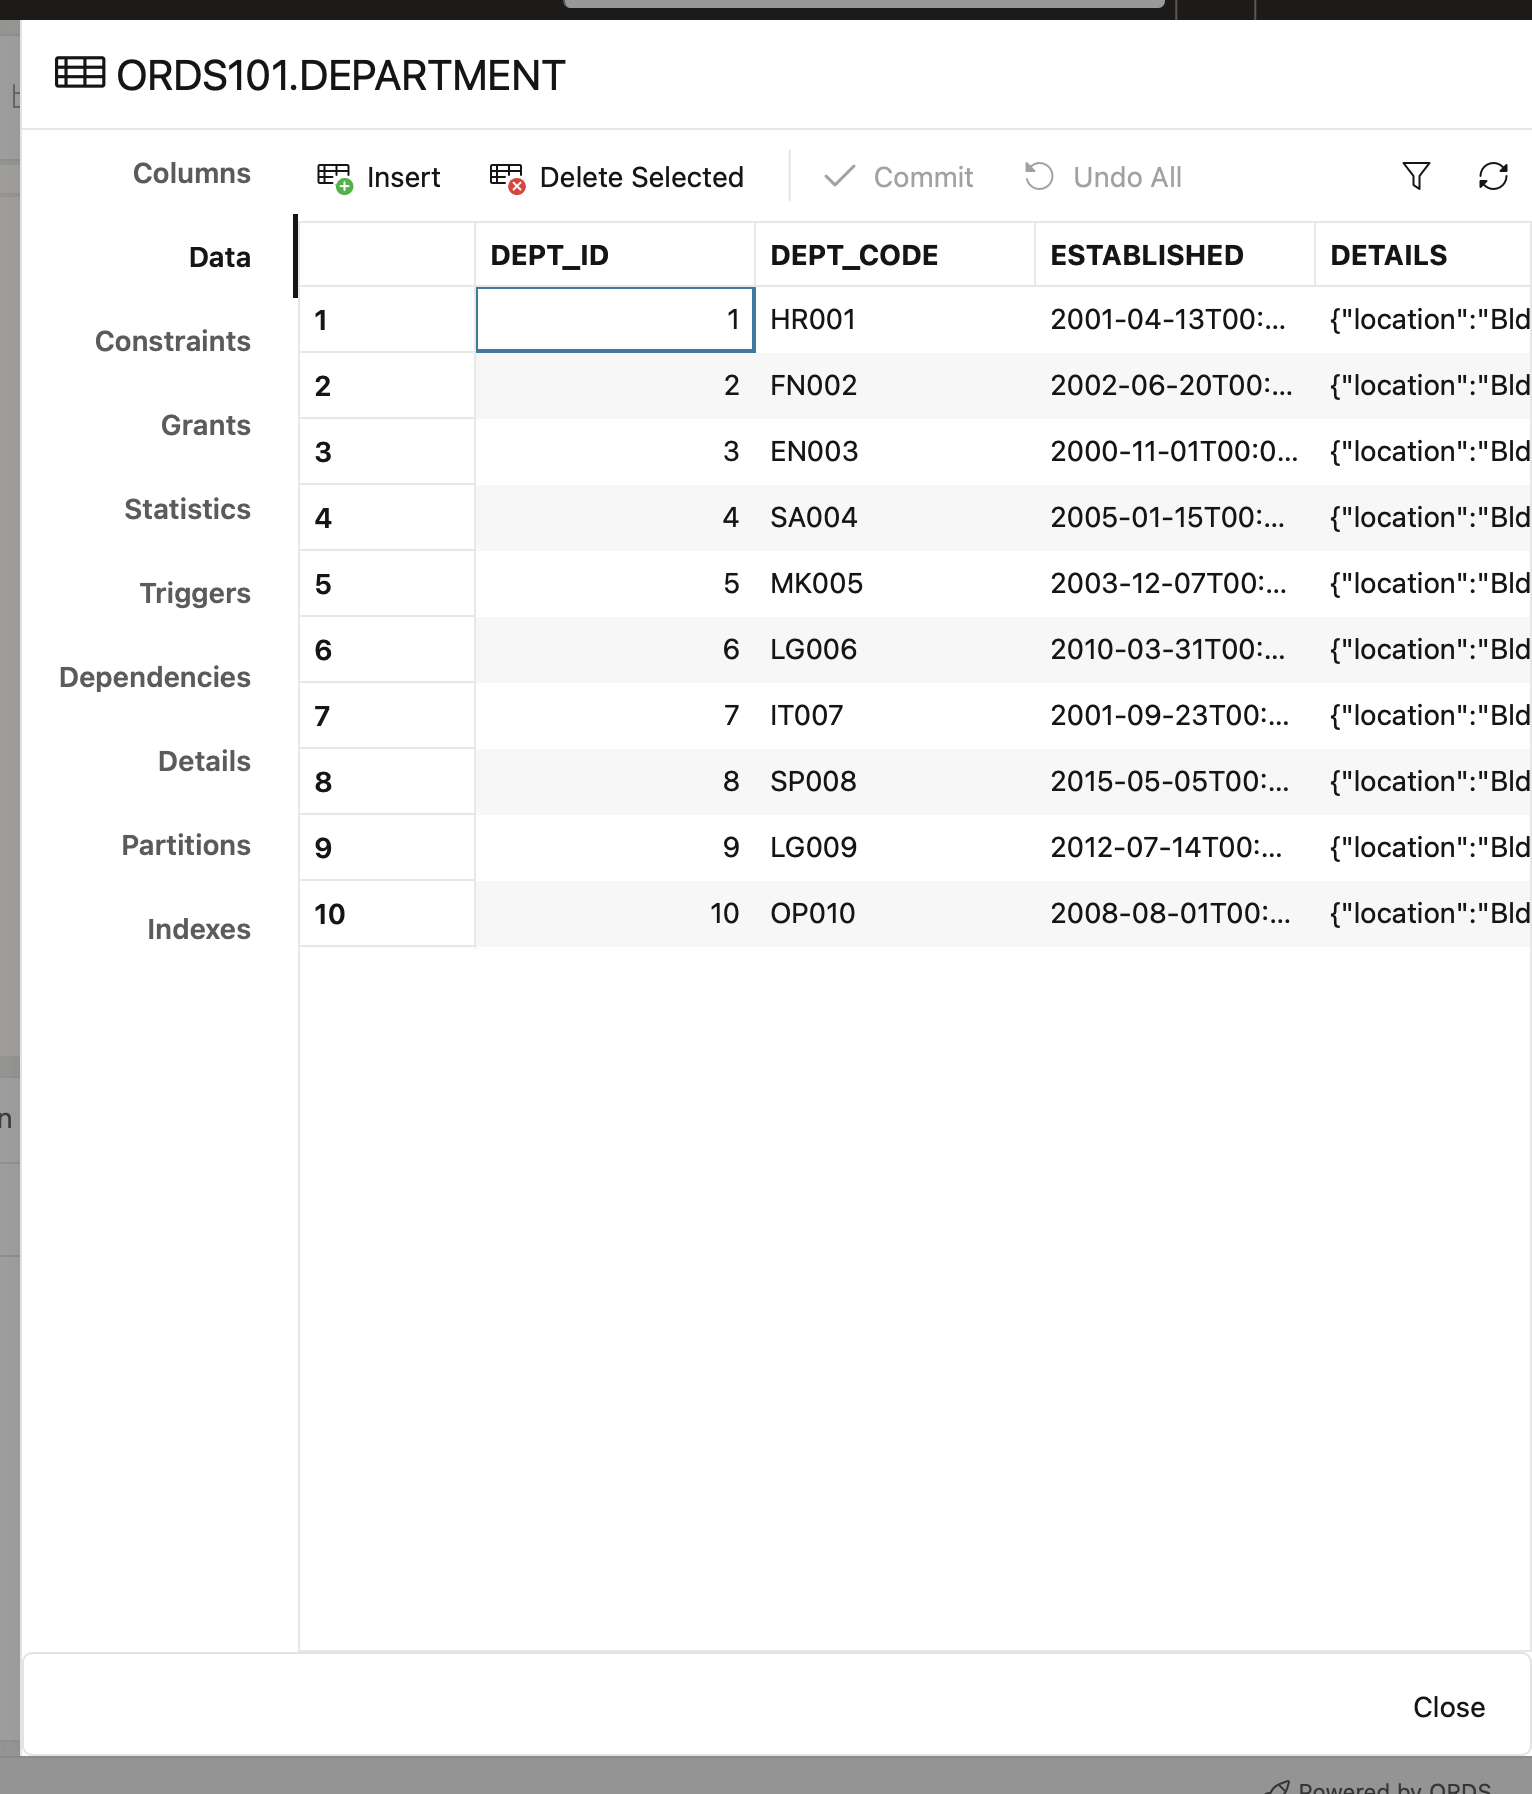 ORDS101.DEPARTMENT
Columns
Data
Constraints
Grants
Statistics
Triggers
Dependencies
Details
Partitions
Indexes
Insert Delete Selected Commit Undo All
DEPT_ID DEPT_CODE ESTABLISHED DETAILS
1 1 HR001 2001-04-13T00:... {"location":"Bld
2 2 FN002 2002-06-20T00:... {"location":"Bld
3 3 EN003 2000-11-01T00:0... {"location":"Bld
4 4 SA004 2005-01-15T00:... {"location":"Bld
5 5 MK005 2003-12-07T00:... {"location":"Bld
6 6 LG006 2010-03-31T00:... {"location":"Bld
7 7 IT007 2001-09-23T00:... {"location":"Bld
8 8 SP008 2015-05-05T00:... {"location":"Bld
9 9 LG009 2012-07-14T00:... {"location":"Bld
10 10 OP010 2008-08-01T00:... {"location":"Bld
n
Close
Powered by ORDS